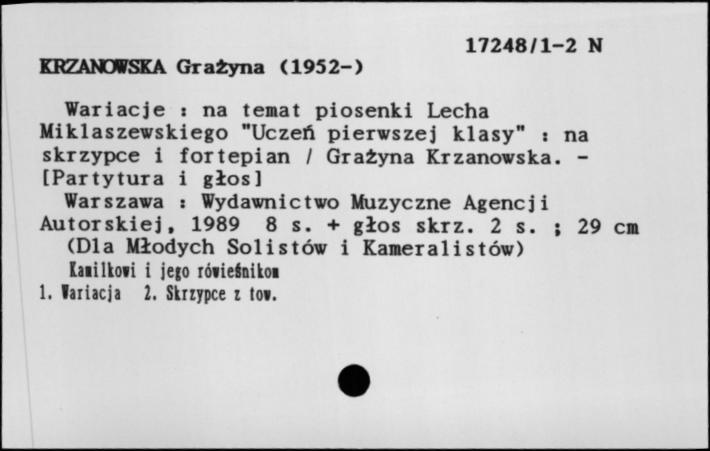 17248/1-2 N
KRZANOWSKA Grażyna (1952-)
Wariacje : na temat piosenki Lecha
Miklaszewskiego "Uczeń pierwszej klasy" : na
skrzypce i fortepian / Grażyna Krzanowska. -
[Partytura i głos]
Warszawa : Wydawnictwo Muzyczne Agencji
Autorskiej, 1989 8 s. + głos skrz. 2 s. ; 29 cm
(Dla Młodych Solistów i Kameralistów)
Kamilkowi i jego rówieśnikom
1. Wariacja 2. Skrzypce z tow.